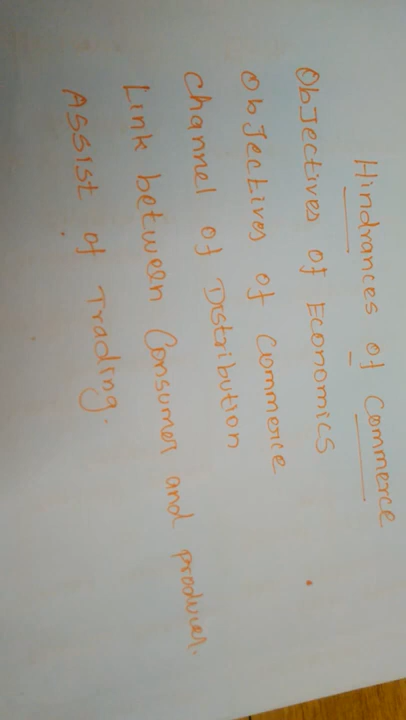 Hindrances of Commerce
Objectives of Economics
Objectives of Commerce
Channel of Distribution
Link between Consumer and producer.
Assist of Trading.